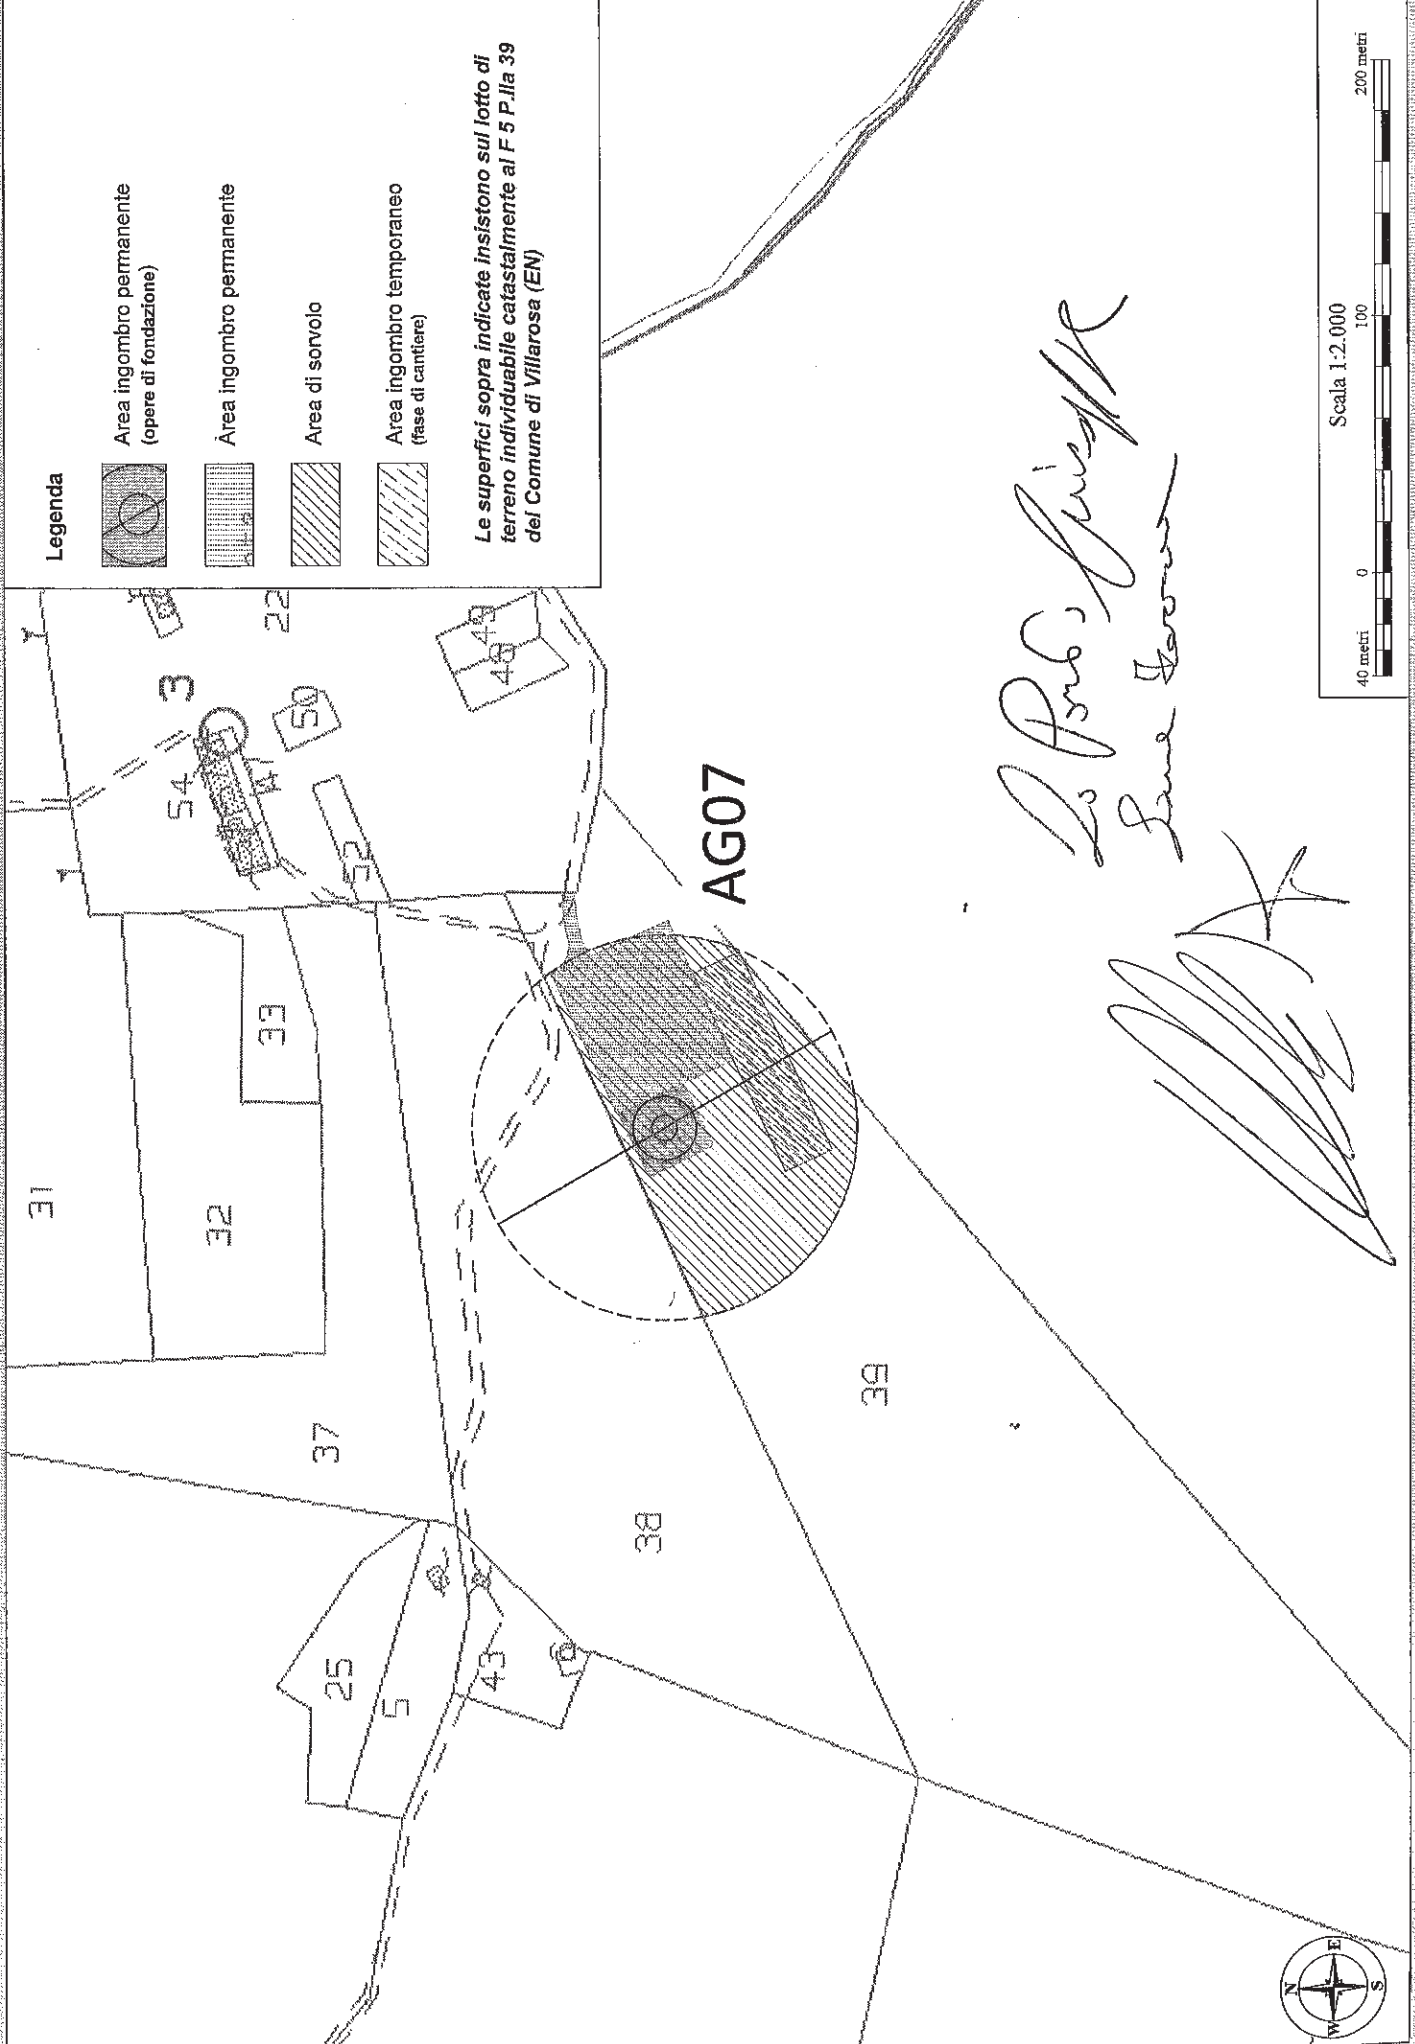 Legenda
Area ingombro permanente
(opere di fondazione)
Area ingombro permanente
Area di sorvolo
Area ingombro temporaneo
(fase di cantiere)
Le superfici sopra indicate insistono sul lotto di
terreno individuabile catastalmente al F 5 P.lla 39
del Comune di Villarosa (EN)
31
32
33
37
25
5
43
38
39
54
3
22
50
52
49
48
AG07
Scala 1:2.000
40 metri 0 100 200 metri
N
W E
S